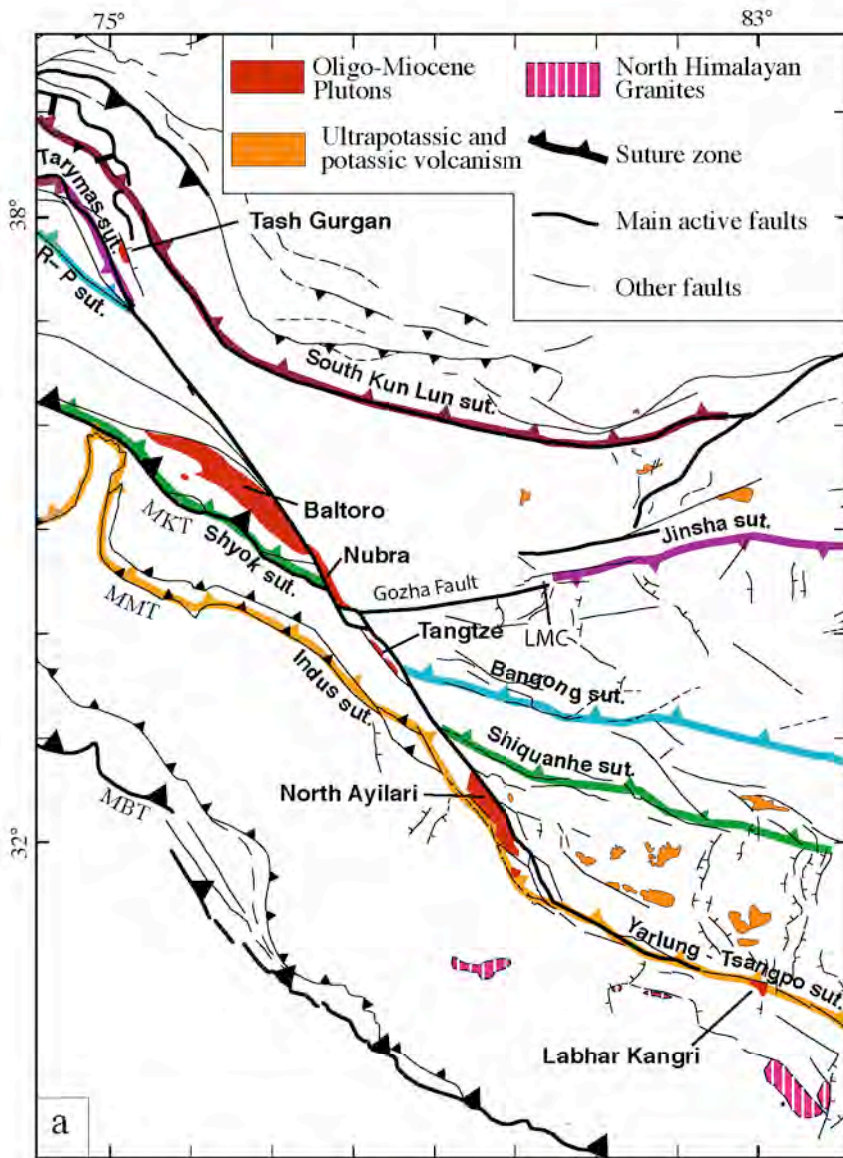 75°
83°
Oligo-Miocene
Plutons
North Himalayan
Granites
Ultrapotassic and
potassic volcanism
Suture zone
Main active faults
Other faults
38°
Tarymas sut.
Tash Gurgan
R-P sut.
South Kun Lun sut.
Baltoro
MKT
Shyok sut.
Nubra
Jinsha sut.
Gozha Fault
LMC
MMT
Tangtze
Indus sut.
Bangong sut.
Shiquanhe sut.
North Ayilari
MBT
32°
Yarlung - Tsangpo sut.
Labhar Kangri
a